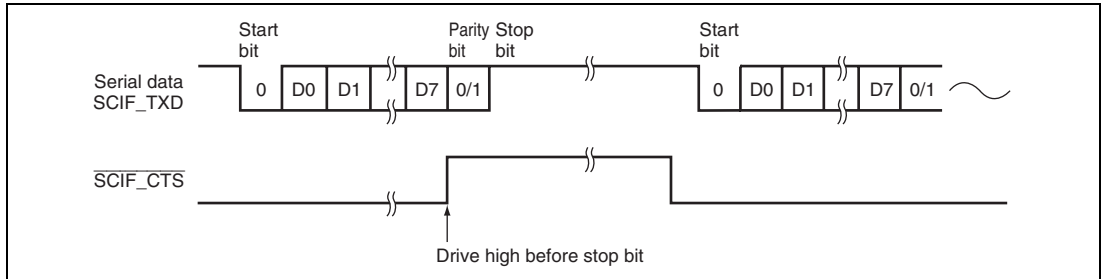 Start bit
Parity bit
Stop bit
Start bit
Serial data
SCIF_TXD
0 D0 D1 D7 0/1 0 D0 D1 D7 0/1
SCIF_CTS
Drive high before stop bit